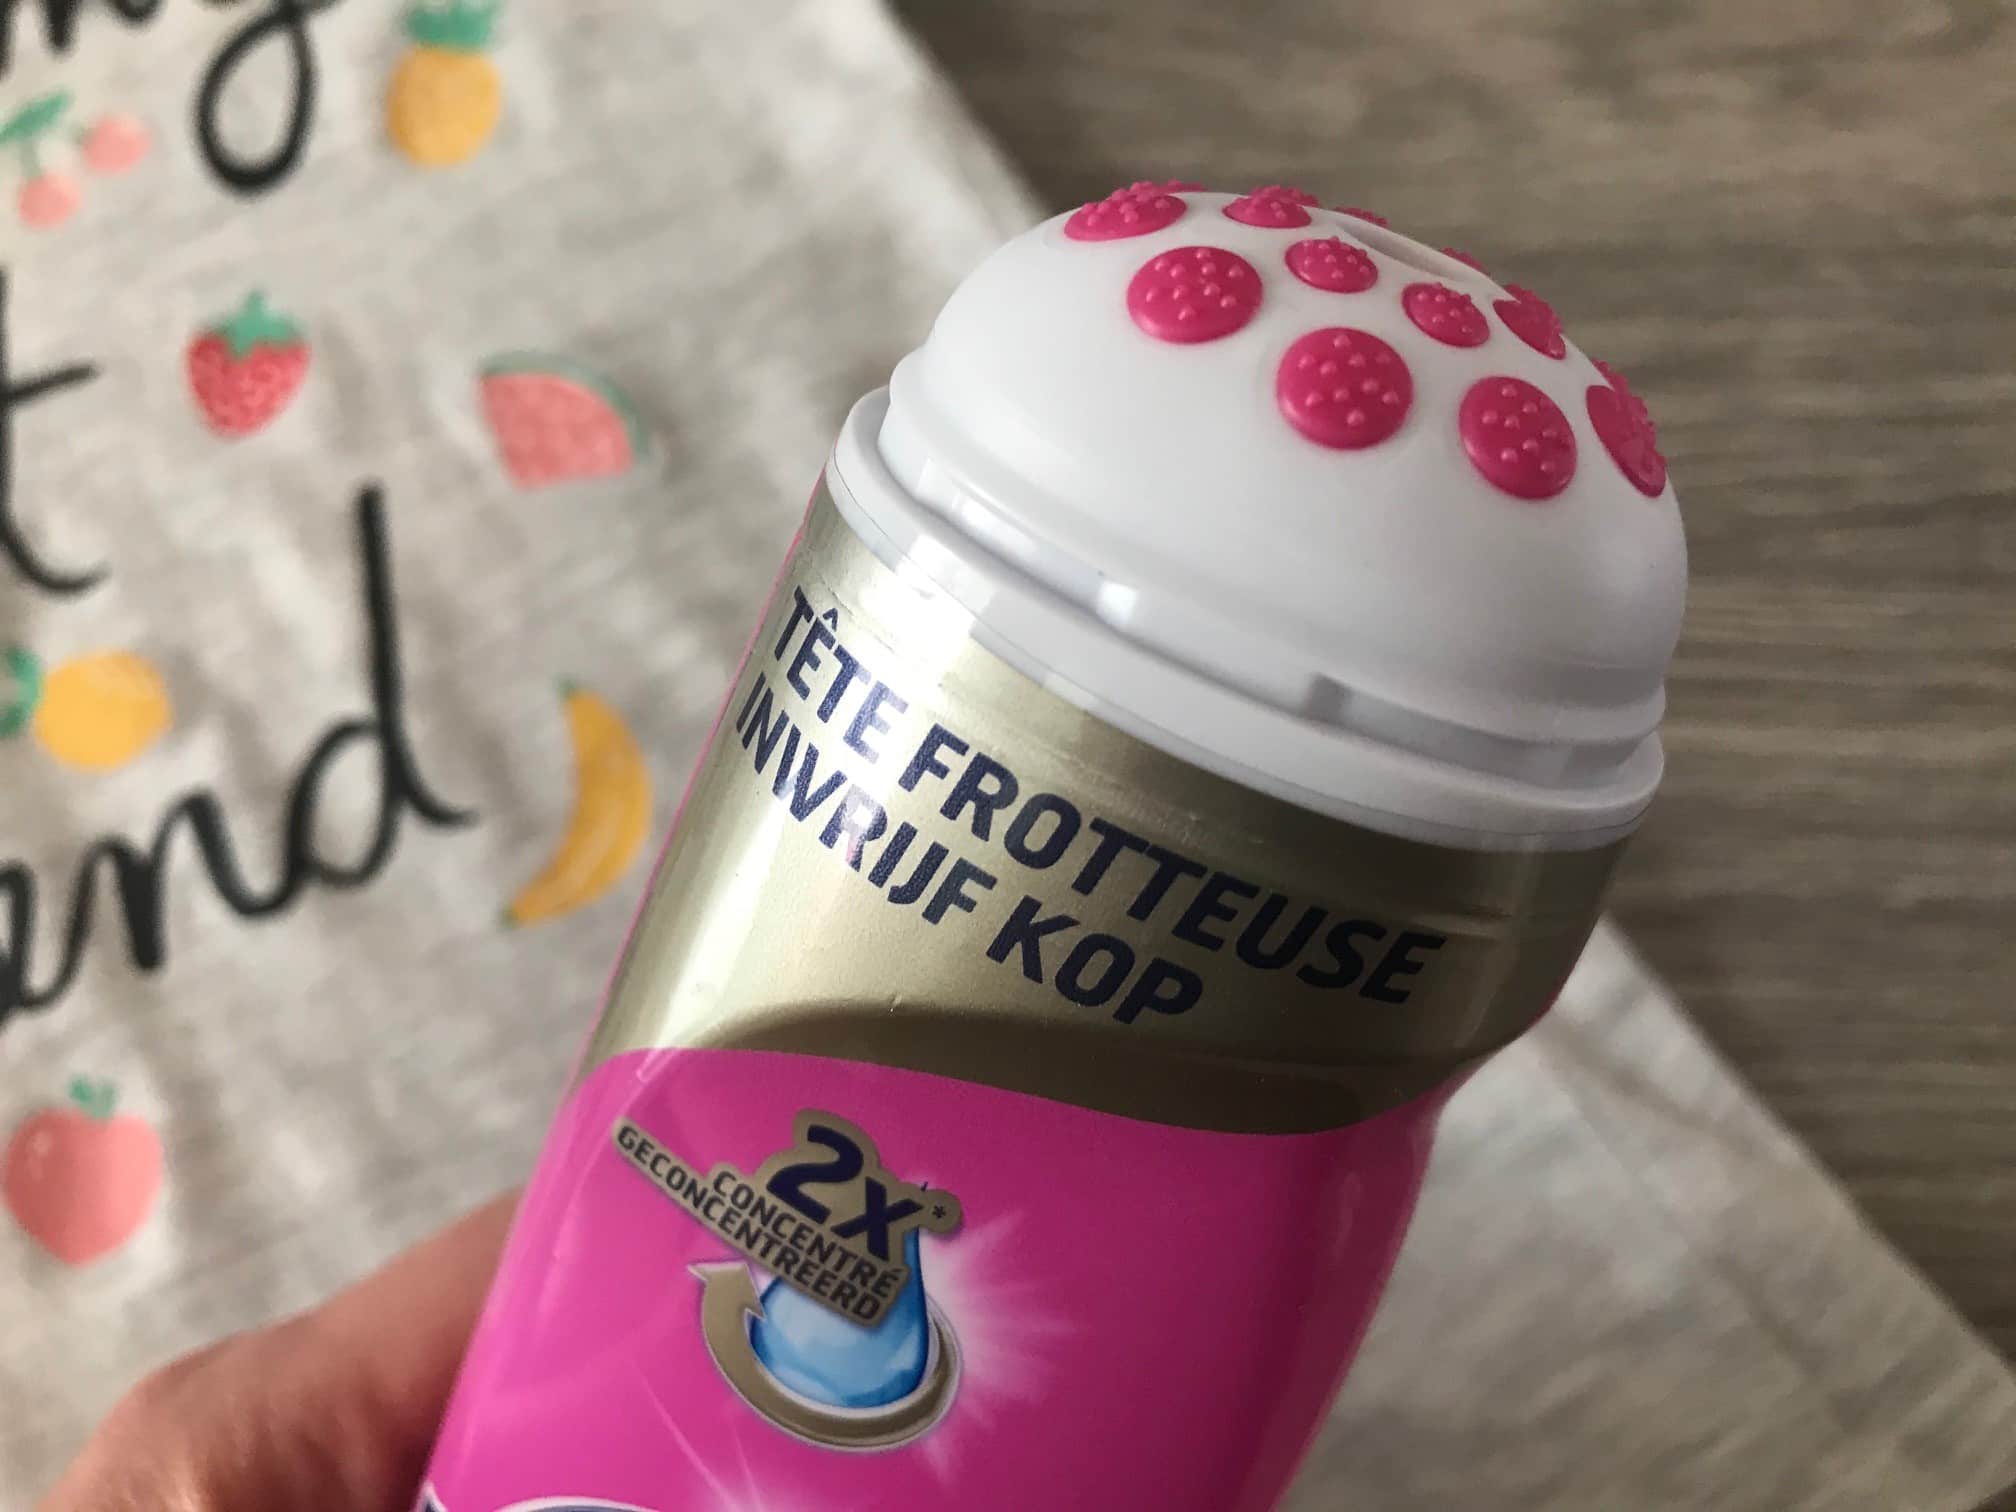 TÊTE FROTTEUSE
INWRIJF KOP
2X*
CONCENTRÉ
GECONCENTREERD